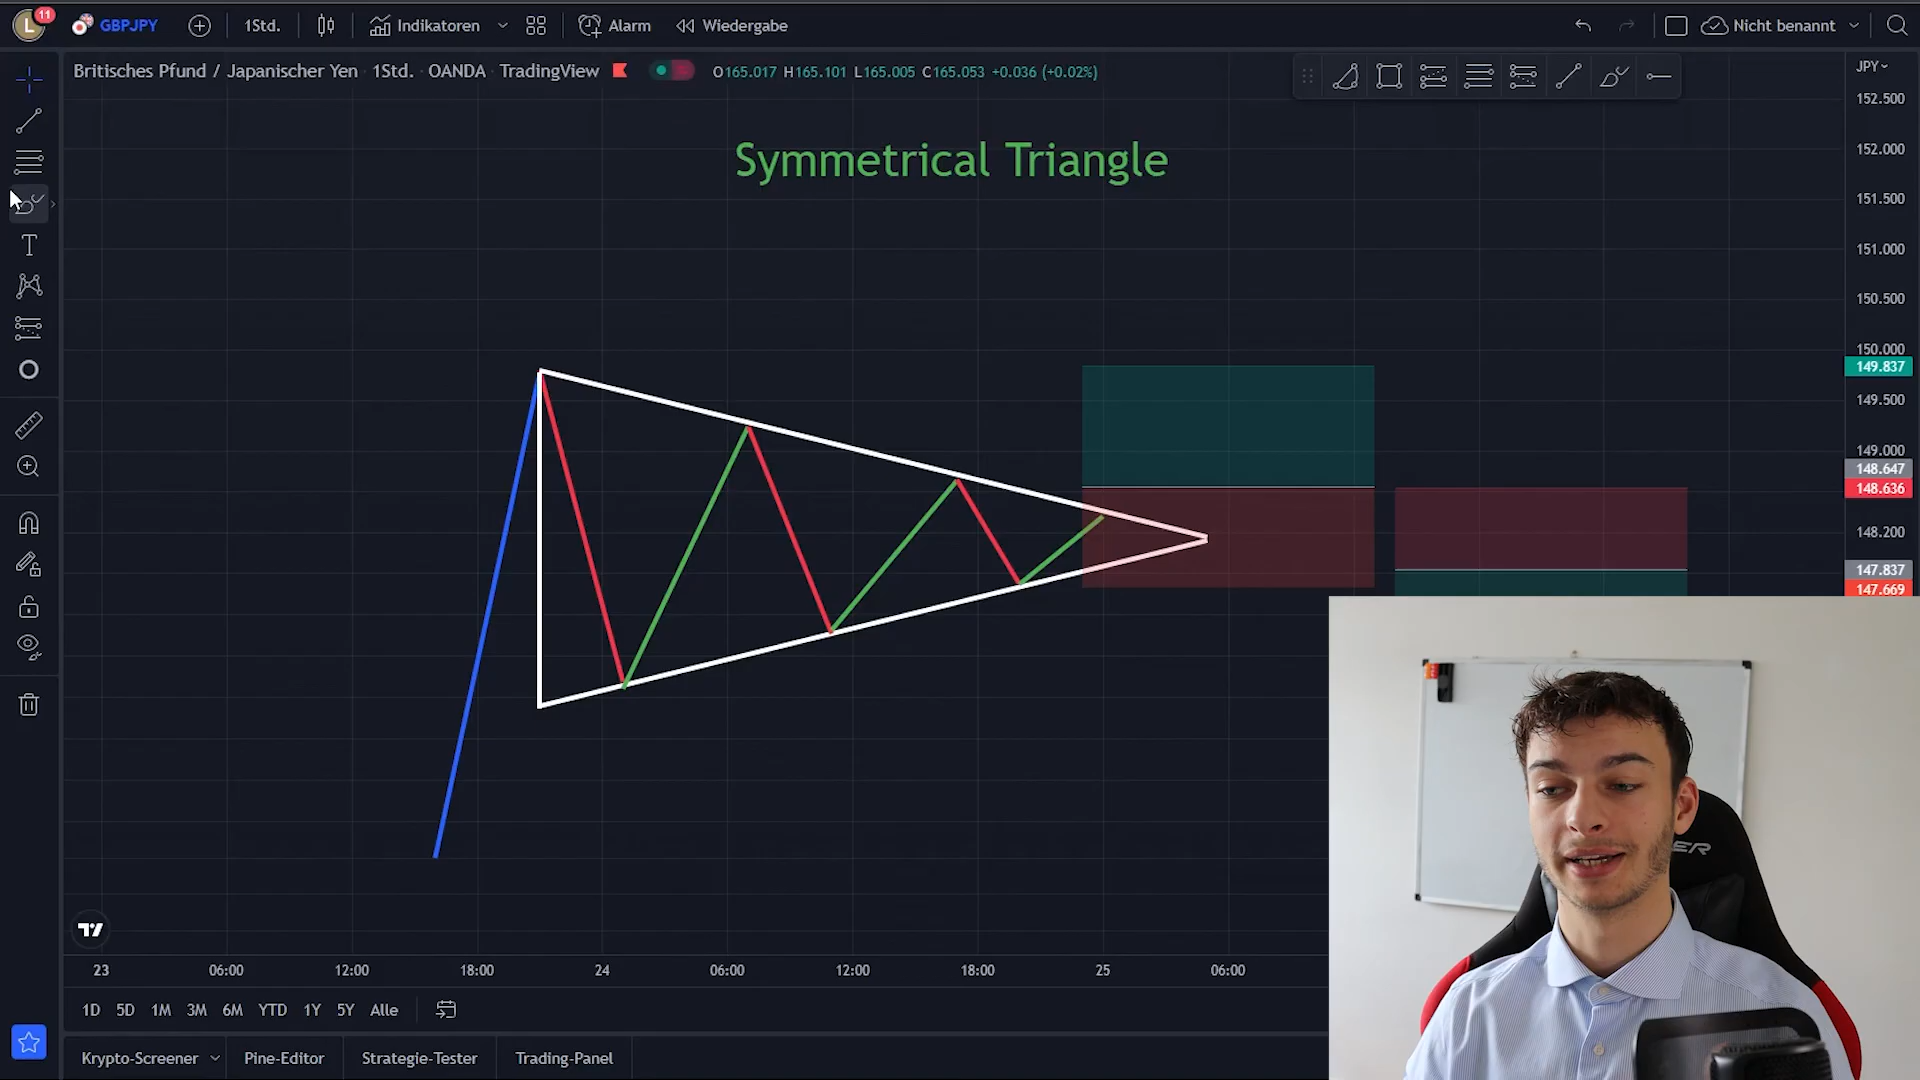 L 11 GBPJPY 1Std. Indikatoren Alarm Wiedergabe Nicht benannt
Britisches Pfund / Japanischer Yen · 1Std. · OANDA · TradingView O165.017 H165.101 L165.005 C165.053 +0.036 (+0.02%) JPY
152.500
Symmetrical Triangle
152.000
151.500
151.000
150.500
150.000
149.837
149.500
149.000
148.647
148.636
148.200
147.837
147.669
T
23 06:00 12:00 18:00 24 06:00 12:00 18:00 25 06:00
1D 5D 1M 3M 6M YTD 1Y 5Y Alle
Krypto-Screener Pine-Editor Strategie-Tester Trading-Panel
ER